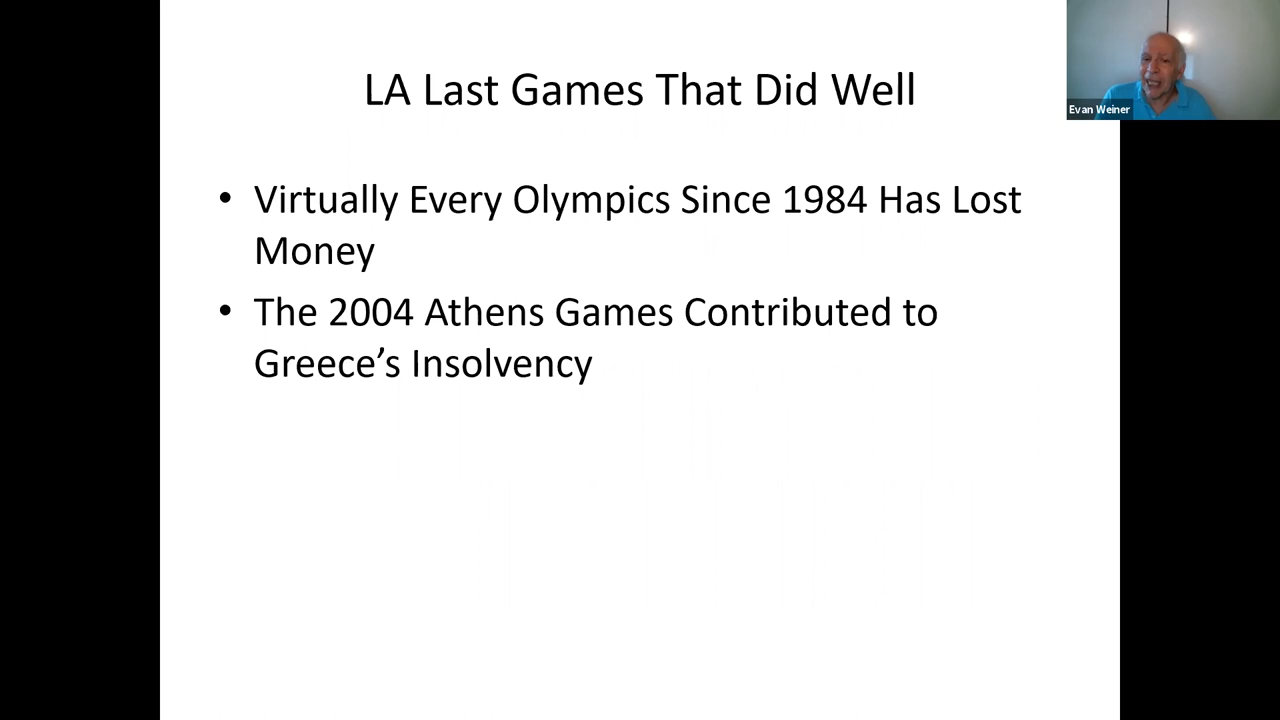 LA Last Games That Did Well
Evan Weiner
• Virtually Every Olympics Since 1984 Has Lost
Money
• The 2004 Athens Games Contributed to
Greece’s Insolvency